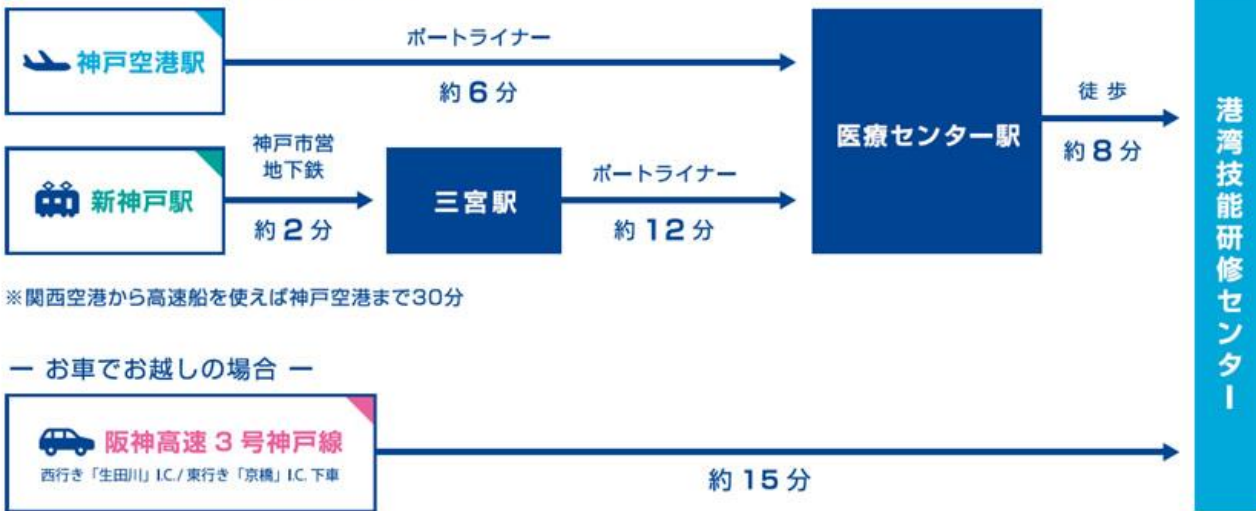 神戸空港駅
ポートライナー
約6分
新神戸駅
神戸市営
地下鉄
約2分
三宮駅
ポートライナー
約12分
医療センター駅
徒歩
約8分
港湾技能研修センター
※関西空港から高速船を使えば神戸空港まで30分
ー お車でお越しの場合 ー
阪神高速3号神戸線
西行き「生田川」I.C./東行き「京橋」I.C.下車
約15分